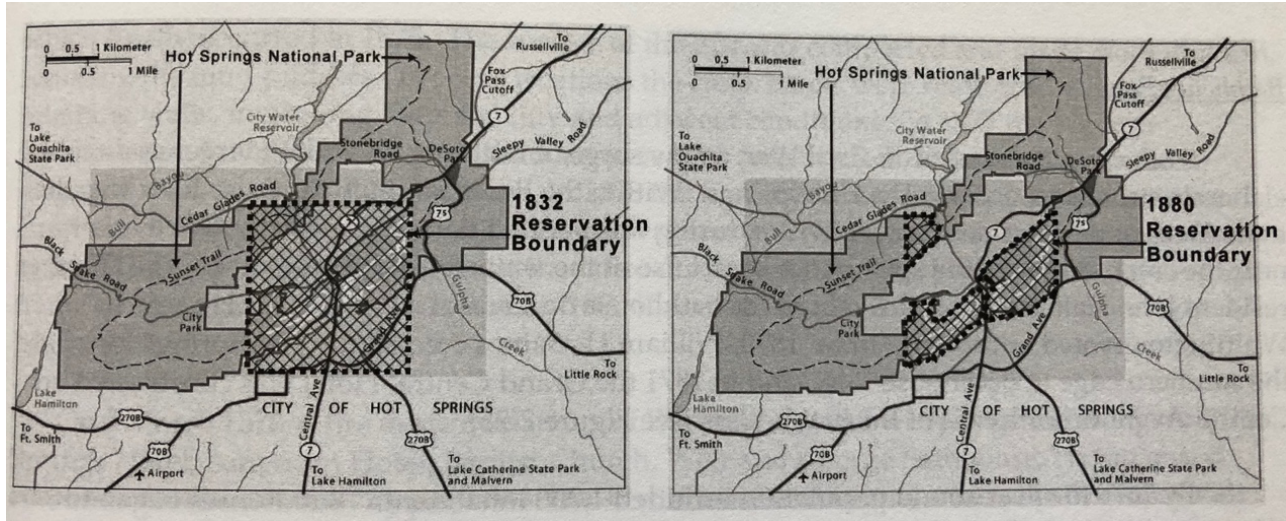 0 0.5 1 Kilometer
0 0.5 1 Mile
Hot Springs National Park
To
Russellville
Fox
Pass
Cutoff
7
City Water
Reservoir
To
Lake
Ouachita
State Park
Stonebridge
Road
DeSoto
Park
Sleepy Valley Road
Bull Bayou
Cedar Glades Road
7
7S
1832
Reservation
Boundary
Black Snake Road
Sunset Trail
City
Park
Gulpha
Creek
70B
Grand Ave
To
Little Rock
Lake
Hamilton
CITY OF HOT SPRINGS
Central Ave
270B
270B
To
Ft. Smith
70B
7
Airport
To
Lake Hamilton
To
Lake Catherine State Park
and Malvern
0 0.5 1 Kilometer
0 0.5 1 Mile
Hot Springs National Park
To
Russellville
Fox
Pass
Cutoff
7
City Water
Reservoir
To
Lake
Ouachita
State Park
Stonebridge
Road
DeSoto
Park
Sleepy Valley Road
Bull Bayou
Cedar Glades Road
7
7S
1880
Reservation
Boundary
Black Snake Road
Sunset Trail
City
Park
Gulpha
Creek
70B
Grand Ave
To
Little Rock
Lake
Hamilton
CITY OF HOT SPRINGS
Central Ave
270B
270B
To
Ft. Smith
70B
7
Airport
To
Lake Hamilton
To
Lake Catherine State Park
and Malvern